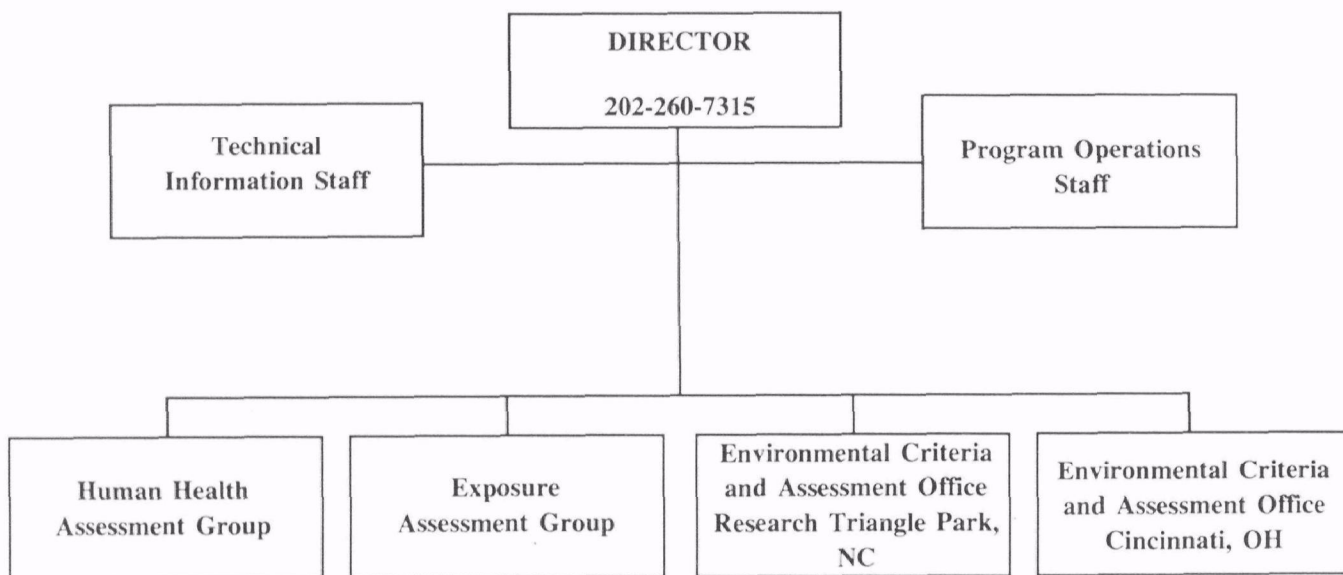 DIRECTOR
202-260-7315
Technical
Information Staff
Program Operations
Staff
Human Health
Assessment Group
Exposure
Assessment Group
Environmental Criteria
and Assessment Office
Research Triangle Park,
NC
Environmental Criteria
and Assessment Office
Cincinnati, OH